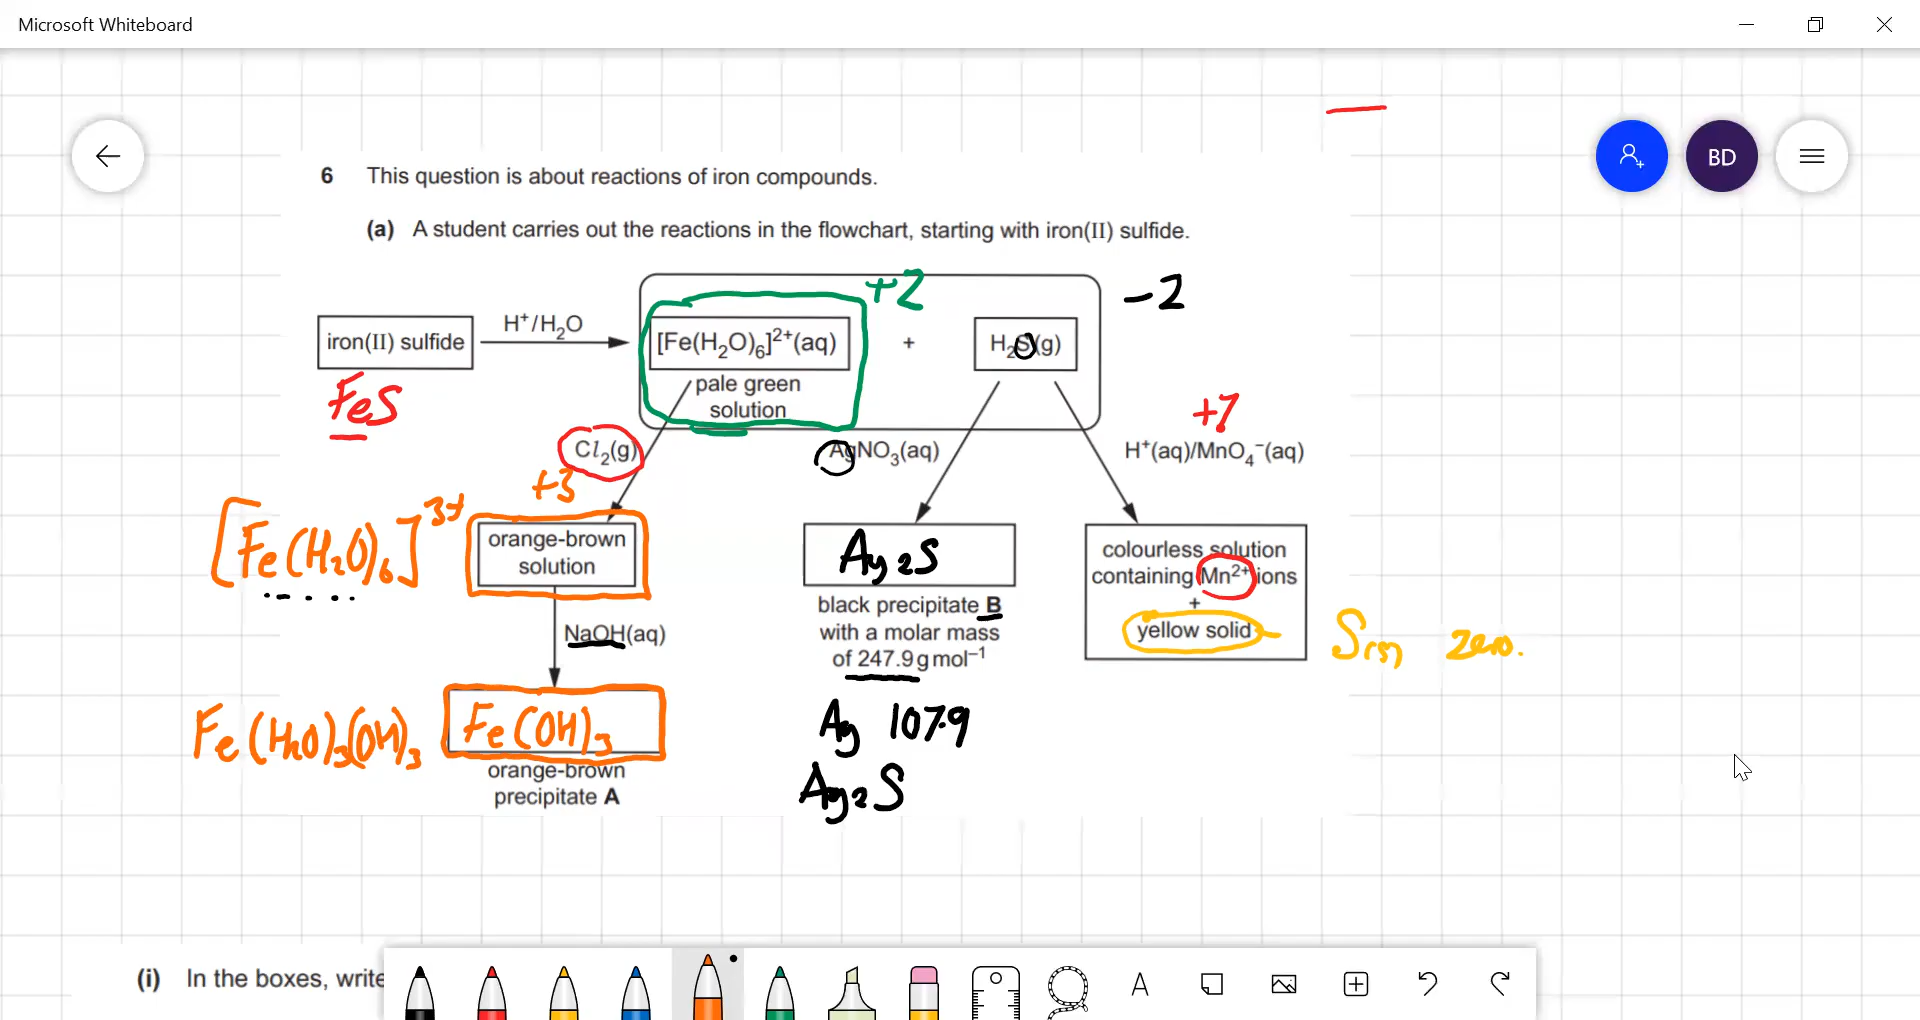 Microsoft Whiteboard
BD
6 This question is about reactions of iron compounds.
(a) A student carries out the reactions in the flowchart, starting with iron(II) sulfide.
+2
-2
iron(II) sulfide
H⁺/H₂O
[Fe(H₂O)₆]²⁺(aq)
+
H₂S(g)
pale green
solution
FeS
+7
Cl₂(g)
AgNO₃(aq)
H⁺(aq)/MnO₄⁻(aq)
+3
[Fe(H₂O)₆]³⁺
orange-brown
solution
Ag₂S
colourless solution
containing Mn²⁺ ions
+
yellow solid
S(s) zero.
black precipitate B
with a molar mass
of 247.9 g mol⁻¹
NaOH(aq)
Fe(H₂O)₃(OH)₃
Fe(OH)₃
orange-brown
precipitate A
Ag 107.9
Ag₂S
(i) In the boxes, write
A